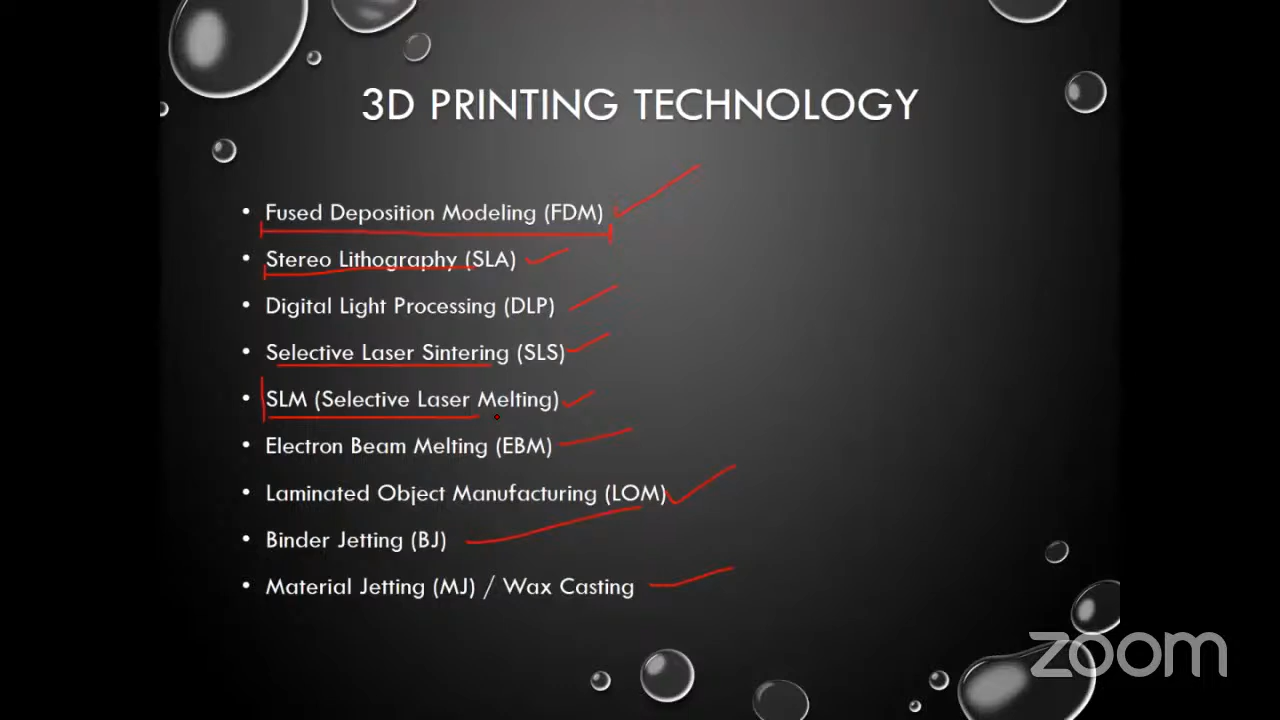 3D PRINTING TECHNOLOGY
• Fused Deposition Modeling (FDM)
• Stereo Lithography (SLA)
• Digital Light Processing (DLP)
• Selective Laser Sintering (SLS)
• SLM (Selective Laser Melting)
• Electron Beam Melting (EBM)
• Laminated Object Manufacturing (LOM)
• Binder Jetting (BJ)
• Material Jetting (MJ) / Wax Casting
zoom